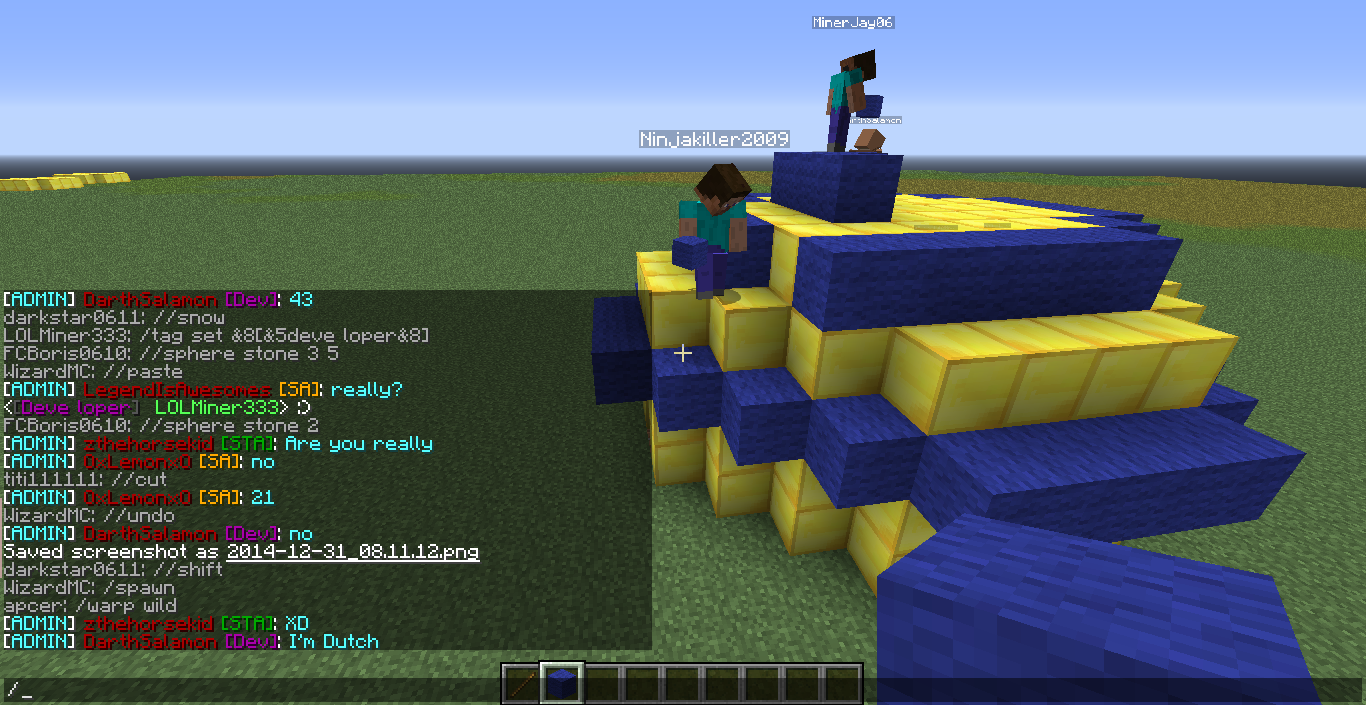 MinerJay06
Ninjakiller2009
[ADMIN] DarthSalamon [Dev]: 43
darkstar0611: //snow
LOLMiner333: /tag set &8[&5deve loper&8]
FCBoris0610: //sphere stone 3 5
WizardMC: //paste
[ADMIN] LegendIsAwesomes [SA]: really?
<[Deve loper] LOLMiner333> :)
FCBoris0610: //sphere stone 2
[ADMIN] zthehorsekid [STA]: Are you really
[ADMIN] 0xLemonx0 [SA]: no
titi111111: //cut
[ADMIN] 0xLemonx0 [SA]: 21
WizardMC: //undo
[ADMIN] DarthSalamon [Dev]: no
Saved screenshot as 2014-12-31_08.11.12.png
darkstar0611: //shift
WizardMC: /spawn
apcer: /warp wild
[ADMIN] zthehorsekid [STA]: XD
[ADMIN] DarthSalamon [Dev]: I'm Dutch
/_